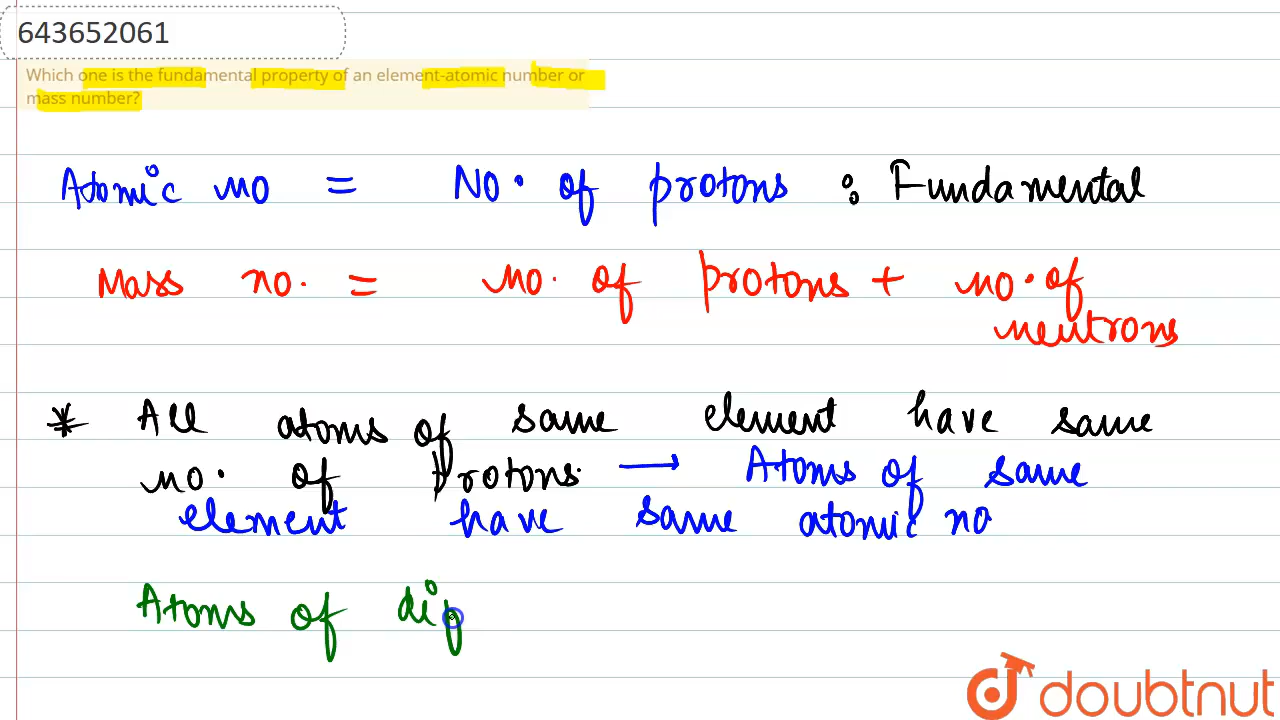 643652061
Which one is the fundamental property of an element-atomic number or
mass number?
Atomic no = No. of protons : Fundamental
Mass no. = no. of protons + no. of
neutrons
* All atoms of same element have same
no. of Protons. → Atoms of same
element have same atomic no
Atoms of dif
doubtnut